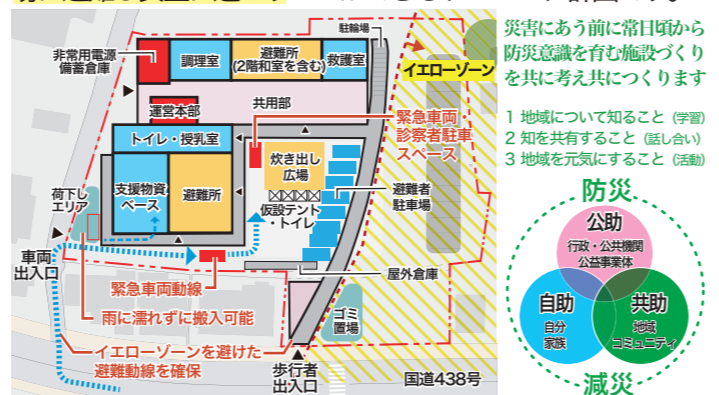 非常用電源
備蓄倉庫
調理室
避難所
(2階和室を含む)
救護室
駐輪場
イエローゾーン
運営本部
共用部
トイレ・授乳室
緊急車両・
診察者駐車
スペース
炊き出し
広場
荷下し
エリア
支援物資
ベース
避難所
仮設テント
・トイレ
避難者
駐車場
車両
出入口
屋外倉庫
緊急車両動線
雨に濡れずに搬入可能
ゴミ
置場
イエローゾーンを避けた
避難動線を確保
歩行者
出入口
国道438号
災害にあう前に常日頃から
防災意識を育む施設づくり
を共に考え共につくります
1 地域について知ること (学習)
2 知を共有すること (話し合い)
3 地域を元気にすること (活動)
防災
公助
行政・公共機関
公益事業体
自助
自分
家族
共助
地域
コミュニティ
減災